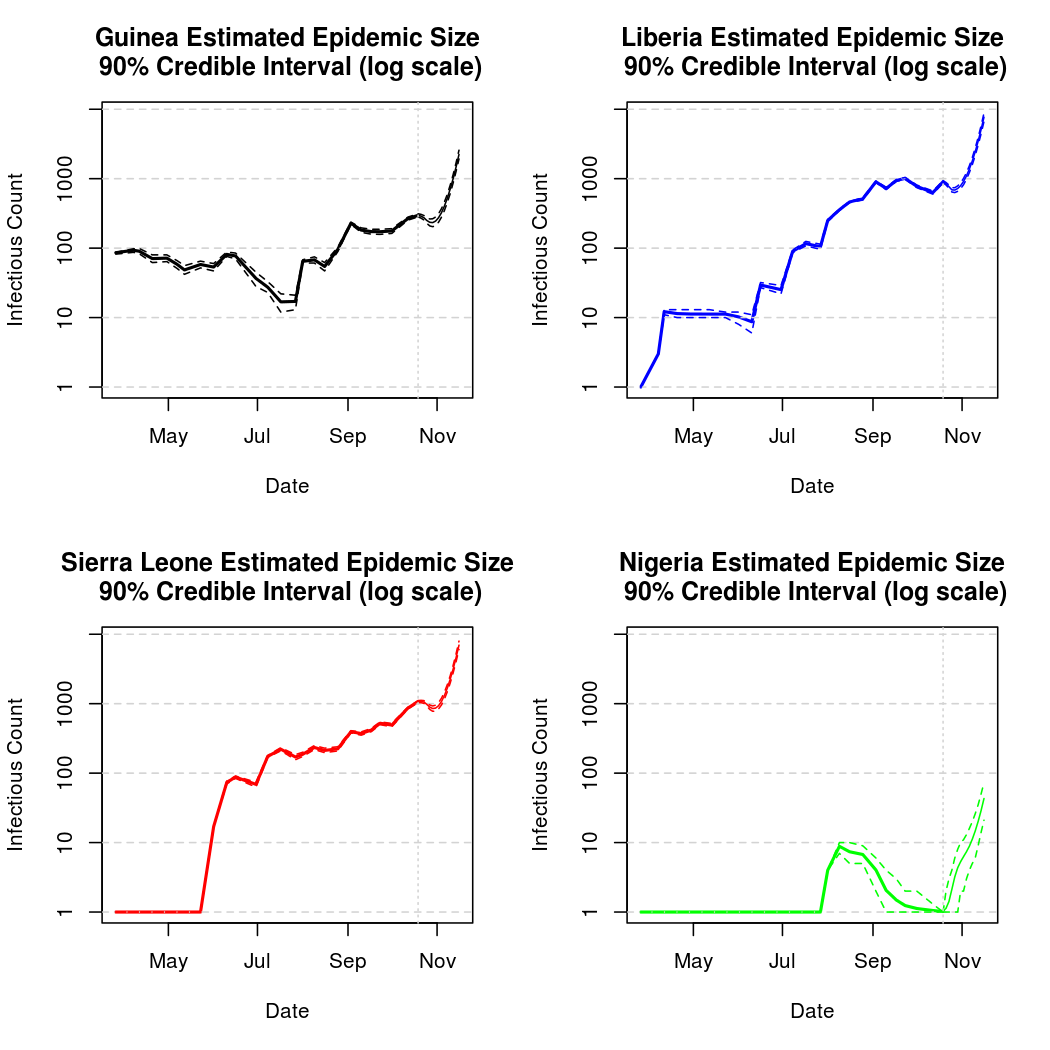 Guinea Estimated Epidemic Size
90% Credible Interval (log scale)
Infectious Count
1000
100
10
1
May Jul Sep Nov
Date
Liberia Estimated Epidemic Size
90% Credible Interval (log scale)
Infectious Count
1000
100
10
1
May Jul Sep Nov
Date
Sierra Leone Estimated Epidemic Size
90% Credible Interval (log scale)
Infectious Count
1000
100
10
1
May Jul Sep Nov
Date
Nigeria Estimated Epidemic Size
90% Credible Interval (log scale)
Infectious Count
1000
100
10
1
May Jul Sep Nov
Date